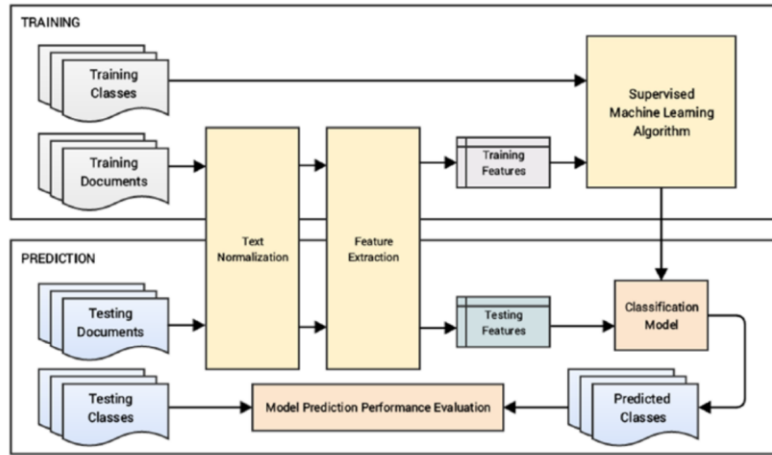 TRAINING
Training
Classes
Supervised
Machine Learning
Algorithm
Training
Documents
Training
Features
Text
Normalization
Feature
Extraction
PREDICTION
Testing
Documents
Testing
Features
Classification
Model
Testing
Classes
Model Prediction Performance Evaluation
Predicted
Classes